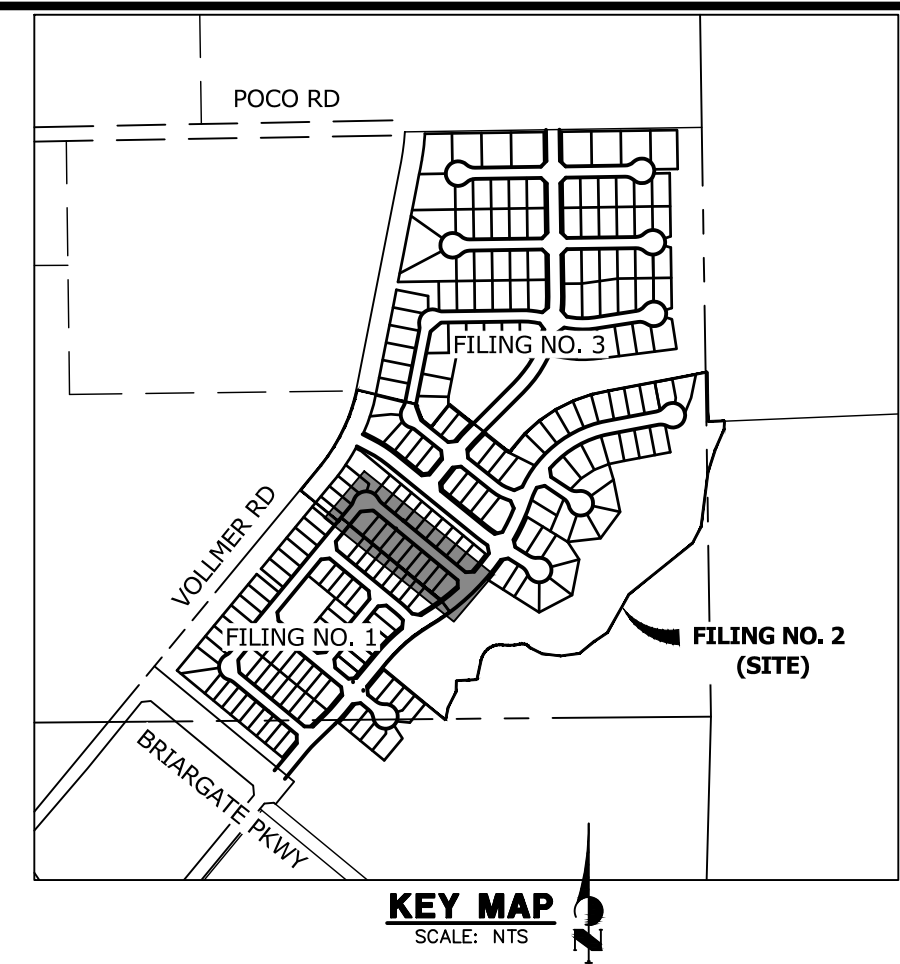 POCO RD
FILING NO. 3
VOLLMER RD
FILING NO. 1
FILING NO. 2
(SITE)
BRIARGATE PKWY
KEY MAP
SCALE: NTS
N